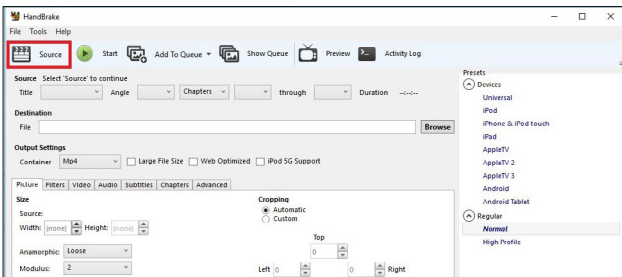 HandBrake
File Tools Help
Source Start Add To Queue Show Queue Preview Activity Log
Source Select 'Source' to continue
Title Angle Chapters through Duration --:--:--
Destination
File Browse
Output Settings
Container Mp4 Large File Size Web Optimized iPod 5G Support
Picture Filters Video Audio Subtitles Chapters Advanced
Size
Source:
Width: (none) Height: (none)
Anamorphic Loose
Modulus: 2
Cropping
Automatic
Custom
Top
0
Left 0 0 Right
Presets
Devices
Universal
iPod
iPhone & iPod touch
iPad
AppleTV
AppleTV 2
AppleTV 3
Android
Android Tablet
Regular
Normal
High Profile